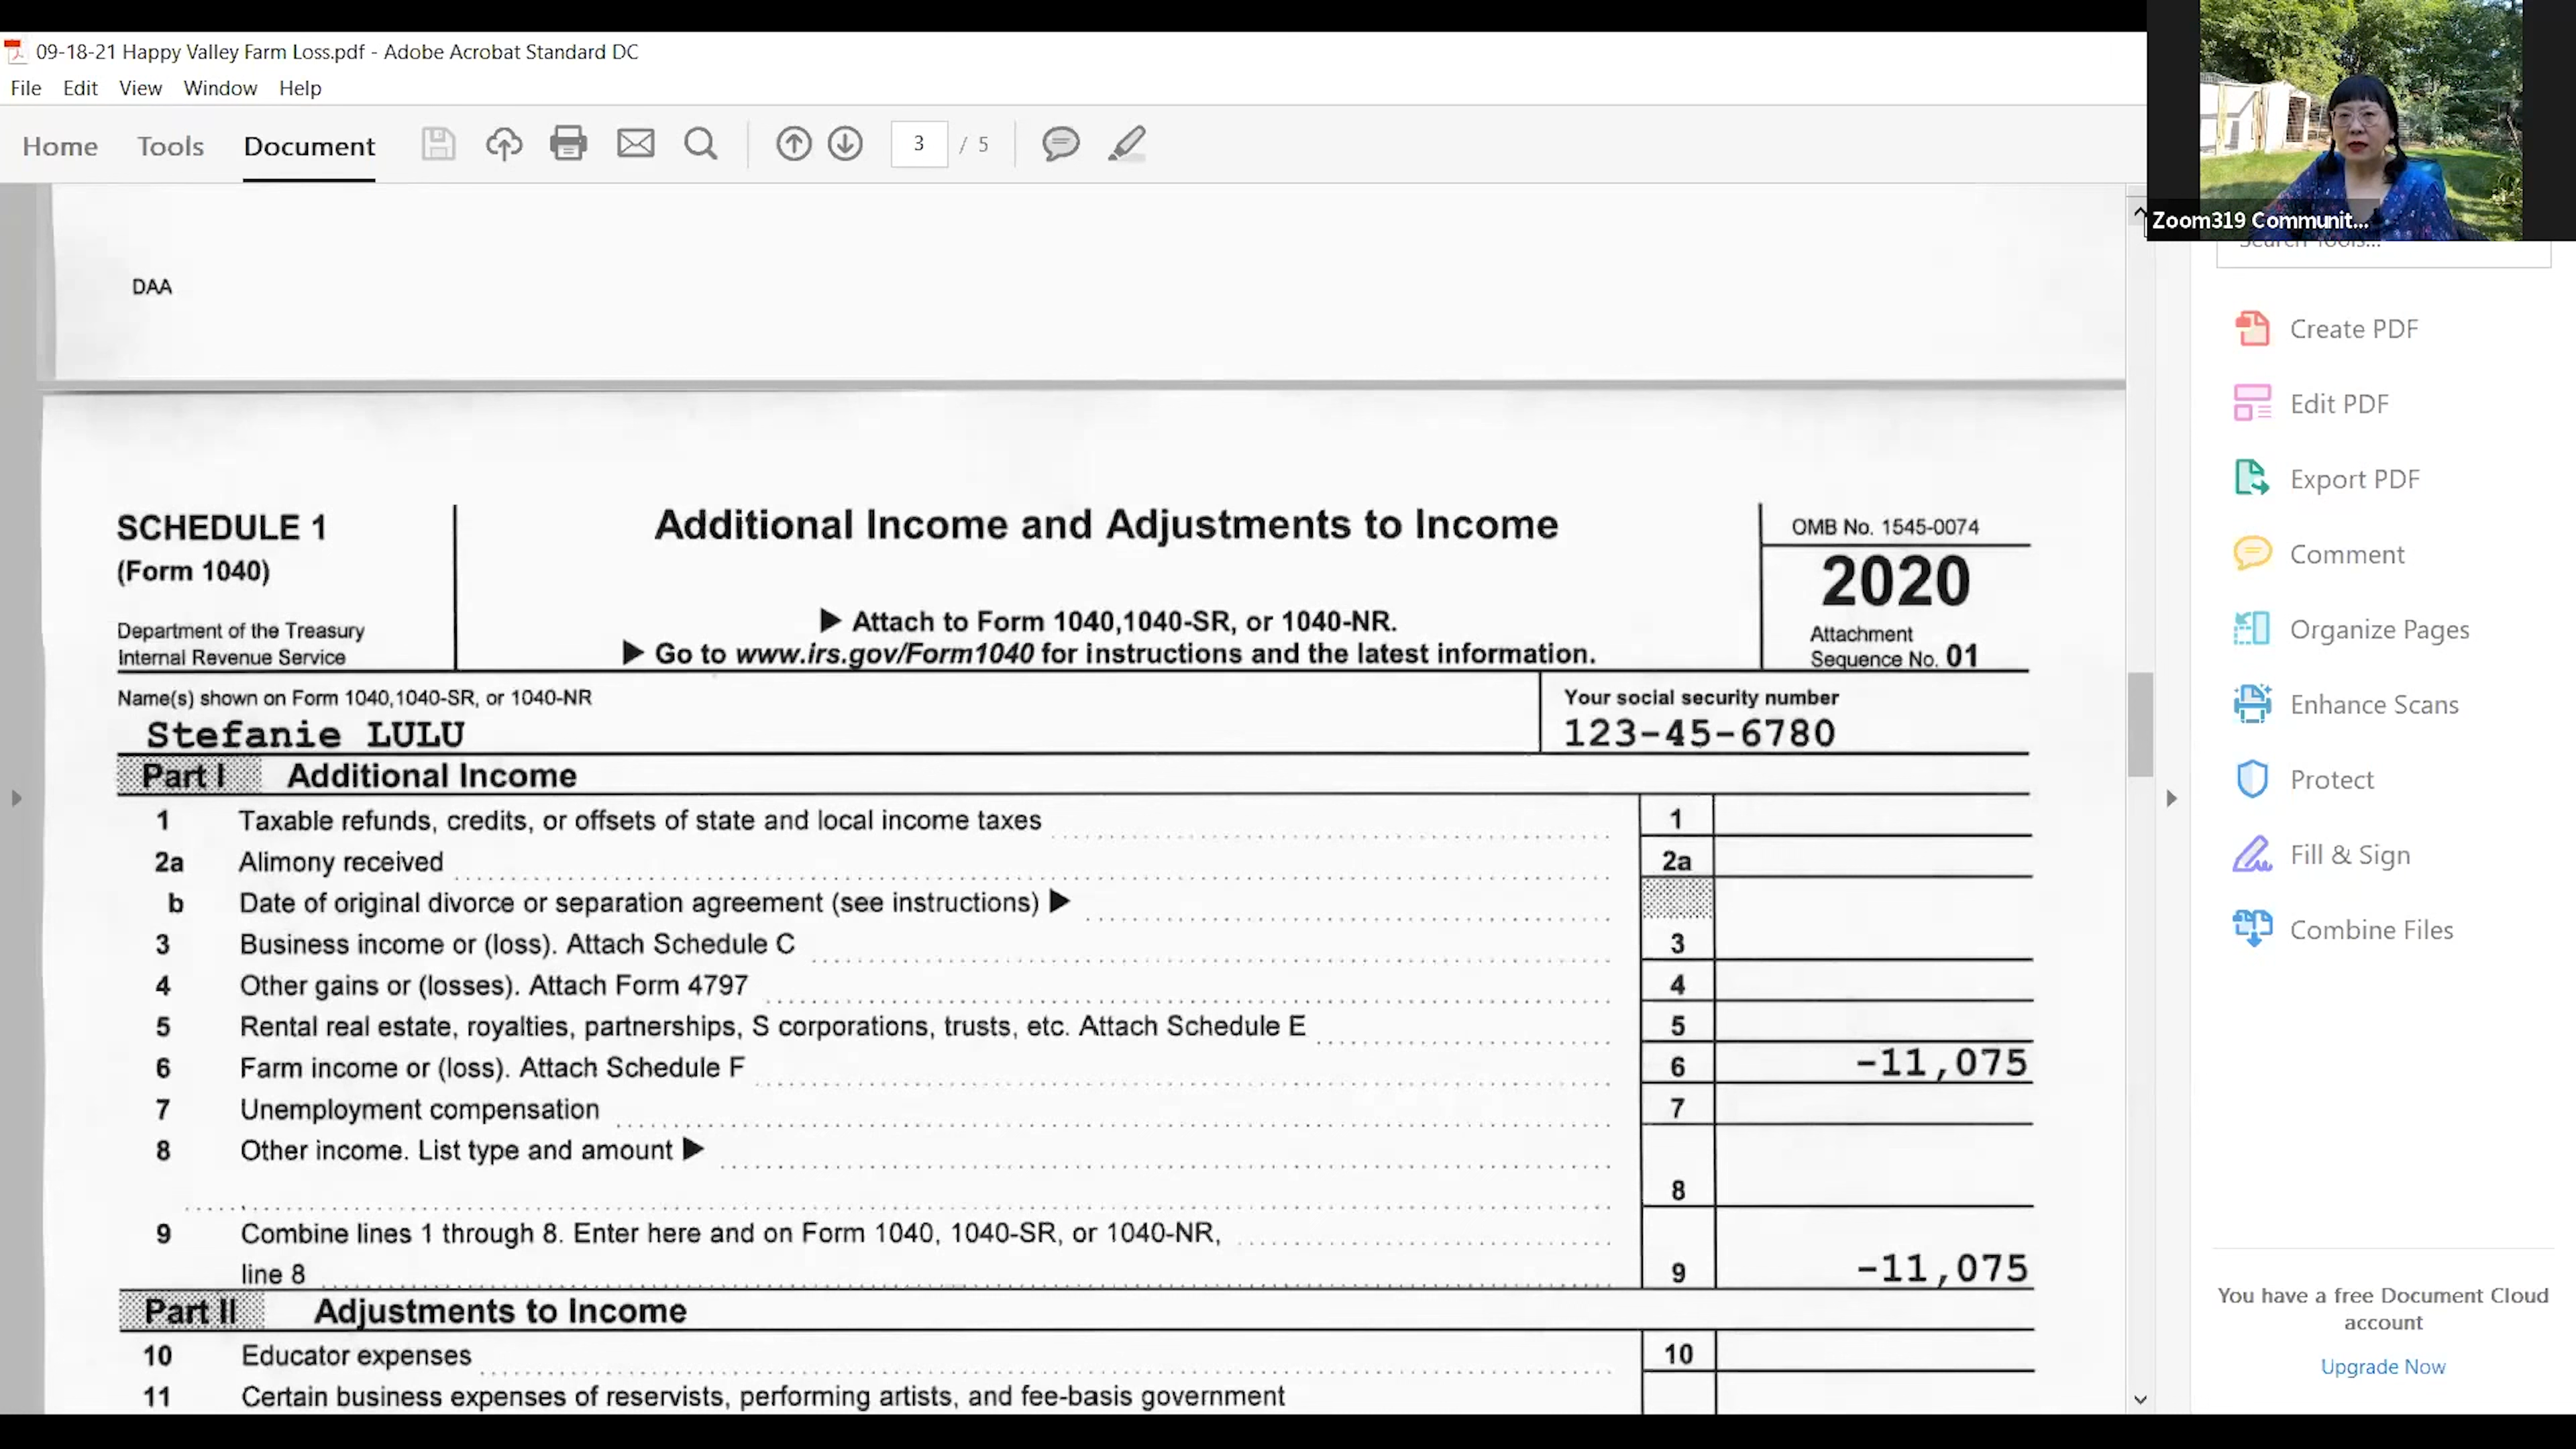 09-18-21 Happy Valley Farm Loss.pdf - Adobe Acrobat Standard DC
File Edit View Window Help
Home Tools Document 3 / 5
Zoom319 Communit...
Search Tools...
DAA
SCHEDULE 1
(Form 1040)
Department of the Treasury
Internal Revenue Service
Additional Income and Adjustments to Income
▶ Attach to Form 1040,1040-SR, or 1040-NR.
▶ Go to www.irs.gov/Form1040 for instructions and the latest information.
OMB No. 1545-0074
2020
Attachment
Sequence No. 01
Name(s) shown on Form 1040,1040-SR, or 1040-NR
Stefanie LULU
Your social security number
123-45-6780
Part I Additional Income
1 Taxable refunds, credits, or offsets of state and local income taxes 1
2a Alimony received 2a
b Date of original divorce or separation agreement (see instructions) ▶
3 Business income or (loss). Attach Schedule C 3
4 Other gains or (losses). Attach Form 4797 4
5 Rental real estate, royalties, partnerships, S corporations, trusts, etc. Attach Schedule E 5
6 Farm income or (loss). Attach Schedule F 6 -11,075
7 Unemployment compensation 7
8 Other income. List type and amount ▶
8
9 Combine lines 1 through 8. Enter here and on Form 1040, 1040-SR, or 1040-NR,
line 8 9 -11,075
Part II Adjustments to Income
10 Educator expenses 10
11 Certain business expenses of reservists, performing artists, and fee-basis government
Create PDF
Edit PDF
Export PDF
Comment
Organize Pages
Enhance Scans
Protect
Fill & Sign
Combine Files
You have a free Document Cloud
account
Upgrade Now